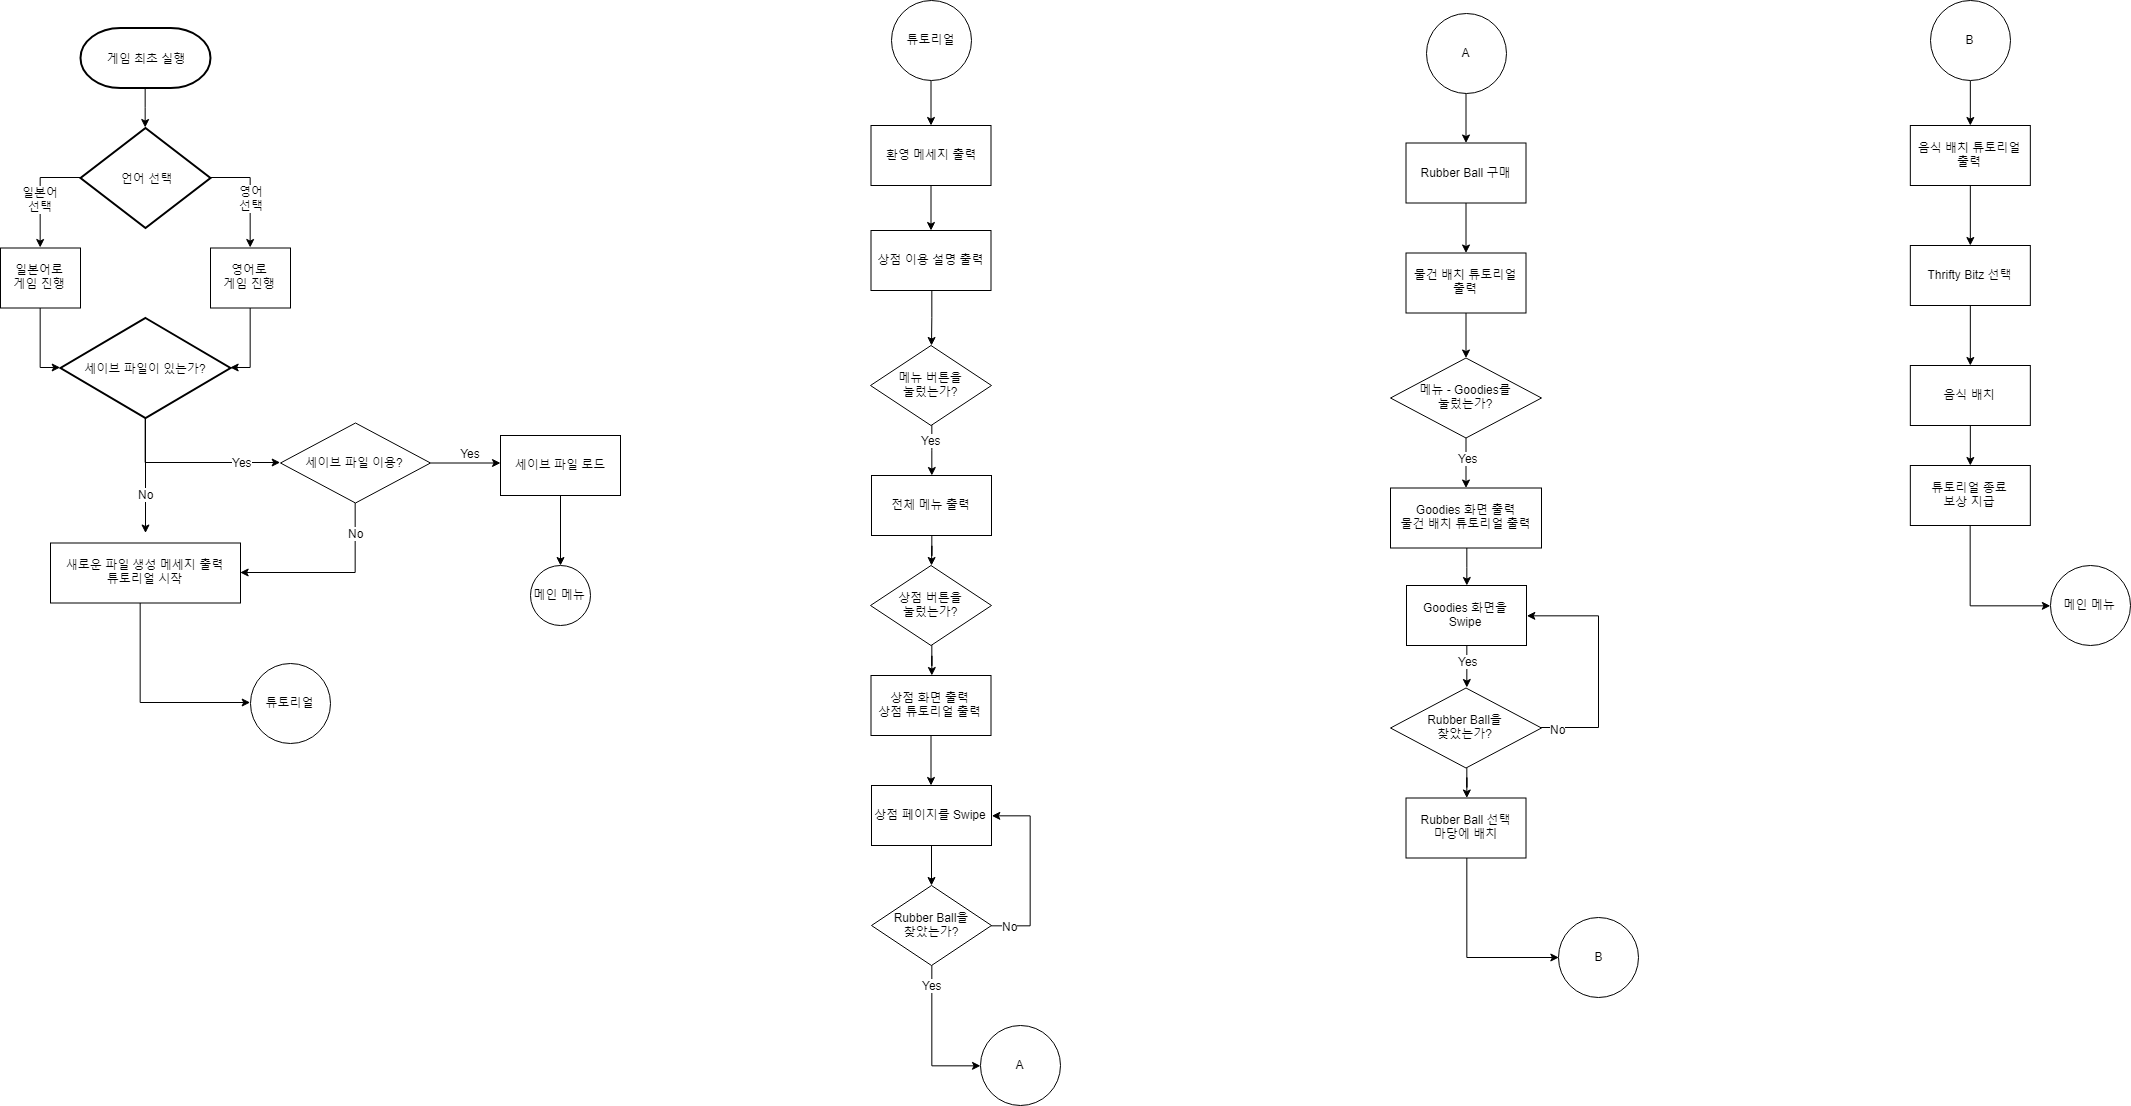 게임 최초 실행
언어 선택
일본어
선택
영어
선택
일본어로
게임 진행
영어로
게임 진행
세이브 파일이 있는가?
Yes
세이브 파일 이용?
Yes
세이브 파일 로드
No
No
새로운 파일 생성 메세지 출력
튜토리얼 시작
메인 메뉴
튜토리얼
튜토리얼
환영 메세지 출력
상점 이용 설명 출력
메뉴 버튼을
눌렀는가?
Yes
전체 메뉴 출력
상점 버튼을
눌렀는가?
상점 화면 출력
상점 튜토리얼 출력
상점 페이지를 Swipe
Rubber Ball을
찾았는가?
No
Yes
A
A
Rubber Ball 구매
물건 배치 튜토리얼
출력
메뉴 - Goodies를
눌렀는가?
Yes
Goodies 화면 출력
물건 배치 튜토리얼 출력
Goodies 화면을
Swipe
Yes
Rubber Ball을
찾았는가?
No
Rubber Ball 선택
마당에 배치
B
B
음식 배치 튜토리얼
출력
Thrifty Bitz 선택
음식 배치
튜토리얼 종료
보상 지급
메인 메뉴